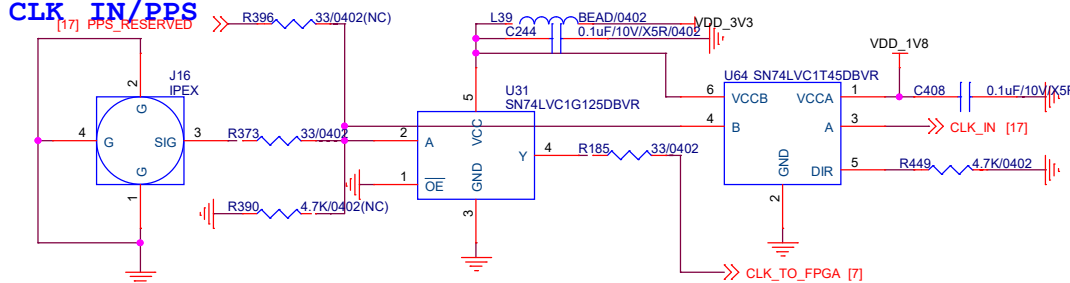 CLK IN/PPS
[17] PPS_RESERVED
R396
33/0402(NC)
L39
BEAD/0402
VDD_3V3
C244
0.1uF/10V/X5R/0402
VDD_1V8
J16
IPEX
2
G
4
G
SIG
3
G
1
R373
33/0402
R390
4.7K/0402(NC)
U31
SN74LVC1G125DBVR
5
VCC
2
A
Y
4
1
OE
GND
3
R185
33/0402
U64 SN74LVC1T45DBVR
6
VCCB
VCCA
1
4
B
A
3
GND
DIR
5
2
C408
0.1uF/10V/X5R
CLK_IN [17]
R449
4.7K/0402
CLK_TO_FPGA [7]